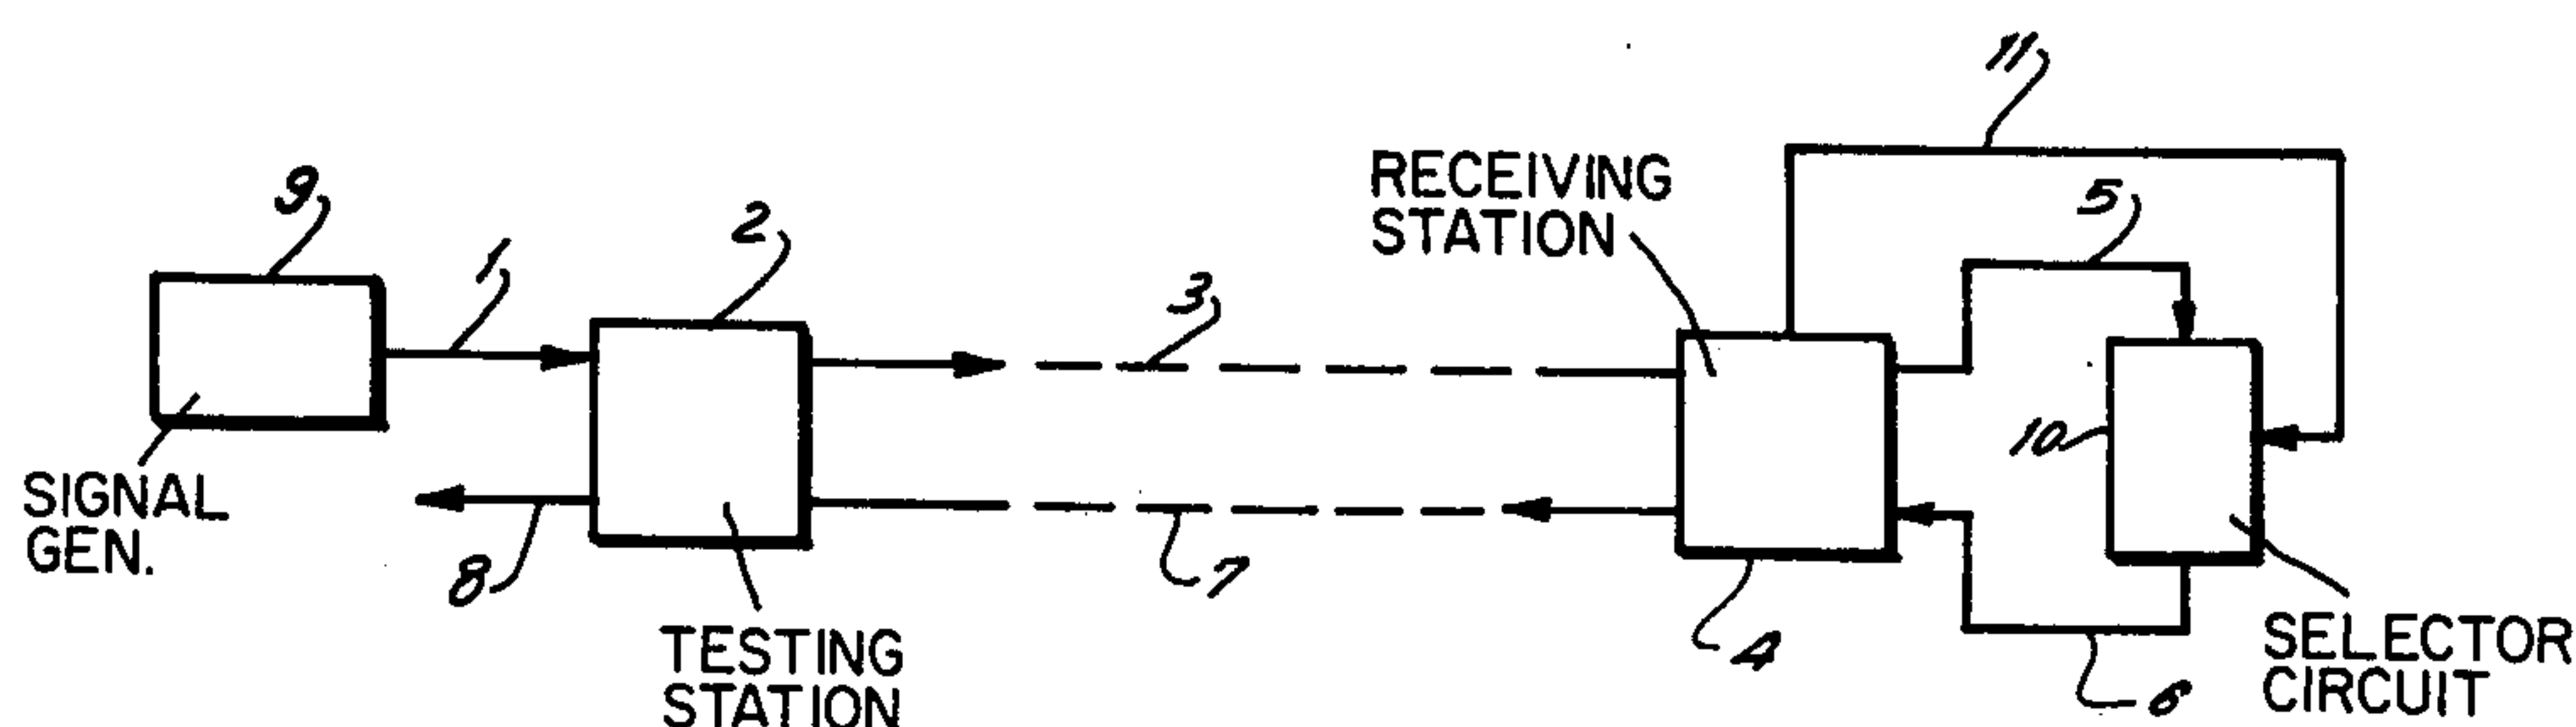 11
9
2
1
RECEIVING
STATION
5
3
10
SIGNAL
GEN.
8
7
4
TESTING
STATION
6
SELECTOR
CIRCUIT